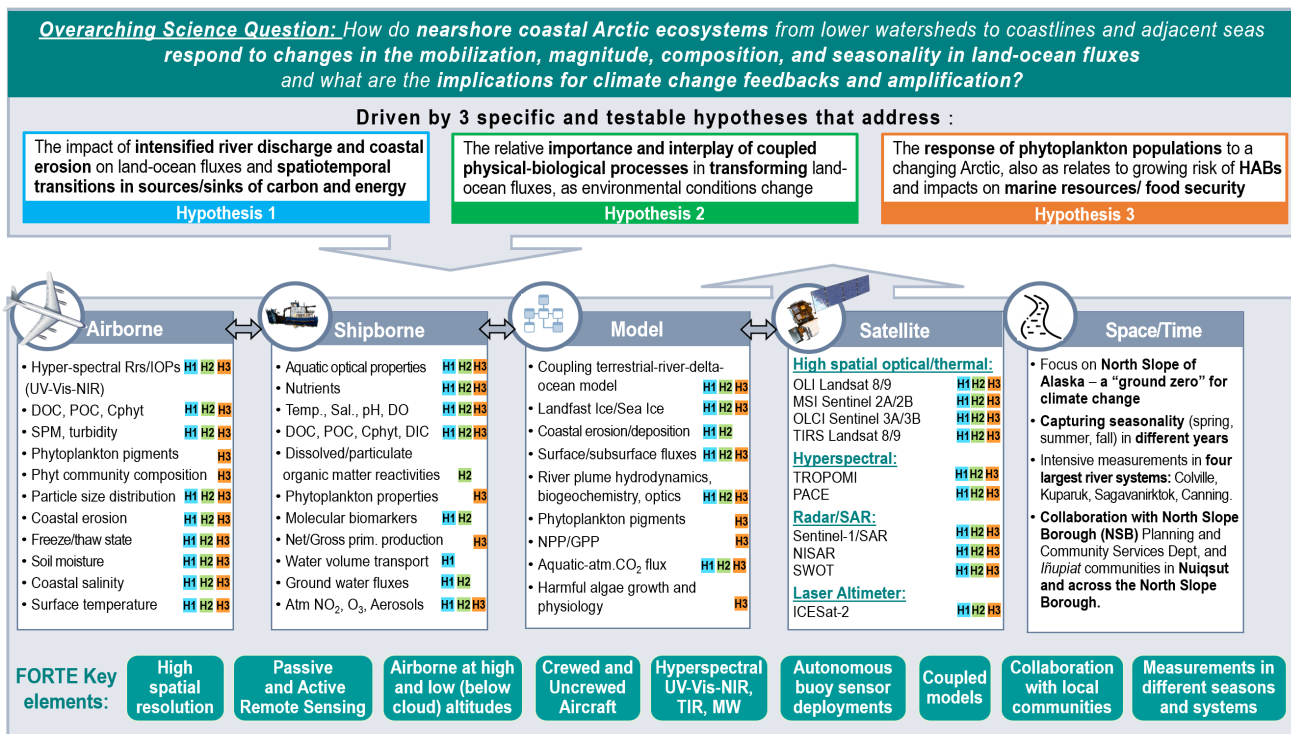 Overarching Science Question: How do nearshore coastal Arctic ecosystems from lower watersheds to coastlines and adjacent seas
respond to changes in the mobilization, magnitude, composition, and seasonality in land-ocean fluxes
and what are the implications for climate change feedbacks and amplification?
Driven by 3 specific and testable hypotheses that address :
The impact of intensified river discharge and coastal
erosion on land-ocean fluxes and spatiotemporal
transitions in sources/sinks of carbon and energy
Hypothesis 1
The relative importance and interplay of coupled
physical-biological processes in transforming land-
ocean fluxes, as environmental conditions change
Hypothesis 2
The response of phytoplankton populations to a
changing Arctic, also as relates to growing risk of HABs
and impacts on marine resources/ food security
Hypothesis 3
Airborne
• Hyper-spectral Rrs/IOPs H1 H2 H3
(UV-Vis-NIR)
• DOC, POC, Cphyt H1 H2 H3
• SPM, turbidity H1 H2 H3
• Phytoplankton pigments H3
• Phyt community composition H3
• Particle size distribution H1 H2 H3
• Coastal erosion H1 H2 H3
• Freeze/thaw state H1 H2 H3
• Soil moisture H1 H2 H3
• Coastal salinity H1 H2 H3
• Surface temperature H1 H2 H3
Shipborne
• Aquatic optical properties H1 H2 H3
• Nutrients H1 H2 H3
• Temp., Sal., pH, DO H1 H2 H3
• DOC, POC, Cphyt, DIC H1 H2 H3
• Dissolved/particulate
organic matter reactivities H2
• Phytoplankton properties H3
• Molecular biomarkers H1 H2
• Net/Gross prim. production H3
• Water volume transport H1
• Ground water fluxes H1 H2
• Atm NO2, O3, Aerosols H1 H2 H3
Model
• Coupling terrestrial-river-delta-
ocean model H1 H2 H3
• Landfast Ice/Sea Ice H1 H2 H3
• Coastal erosion/deposition H1 H2
• Surface/subsurface fluxes H1 H2 H3
• River plume hydrodynamics,
biogeochemistry, optics H1 H2 H3
• Phytoplankton pigments H3
• NPP/GPP H3
• Aquatic-atm.CO2 flux H1 H2 H3
• Harmful algae growth and
physiology H3
Satellite
High spatial optical/thermal:
OLI Landsat 8/9 H1 H2 H3
MSI Sentinel 2A/2B H1 H2 H3
OLCI Sentinel 3A/3B H1 H2 H3
TIRS Landsat 8/9 H1 H2 H3
Hyperspectral:
TROPOMI H1 H2 H3
PACE H1 H2 H3
Radar/SAR:
Sentinel-1/SAR H1 H2 H3
NISAR H1 H2 H3
SWOT H1 H2 H3
Laser Altimeter:
ICESat-2 H1 H2 H3
Space/Time
• Focus on North Slope of
Alaska – a “ground zero” for
climate change
• Capturing seasonality (spring,
summer, fall) in different years
• Intensive measurements in four
largest river systems: Colville,
Kuparuk, Sagavanirktok, Canning.
• Collaboration with North Slope
Borough (NSB) Planning and
Community Services Dept, and
Iñupiat communities in Nuiqsut
and across the North Slope
Borough.
FORTE Key
elements:
High
spatial
resolution
Passive
and Active
Remote Sensing
Airborne at high
and low (below
cloud) altitudes
Crewed and
Uncrewed
Aircraft
Hyperspectral
UV-Vis-NIR,
TIR, MW
Autonomous
buoy sensor
deployments
Coupled
models
Collaboration
with local
communities
Measurements in
different seasons
and systems